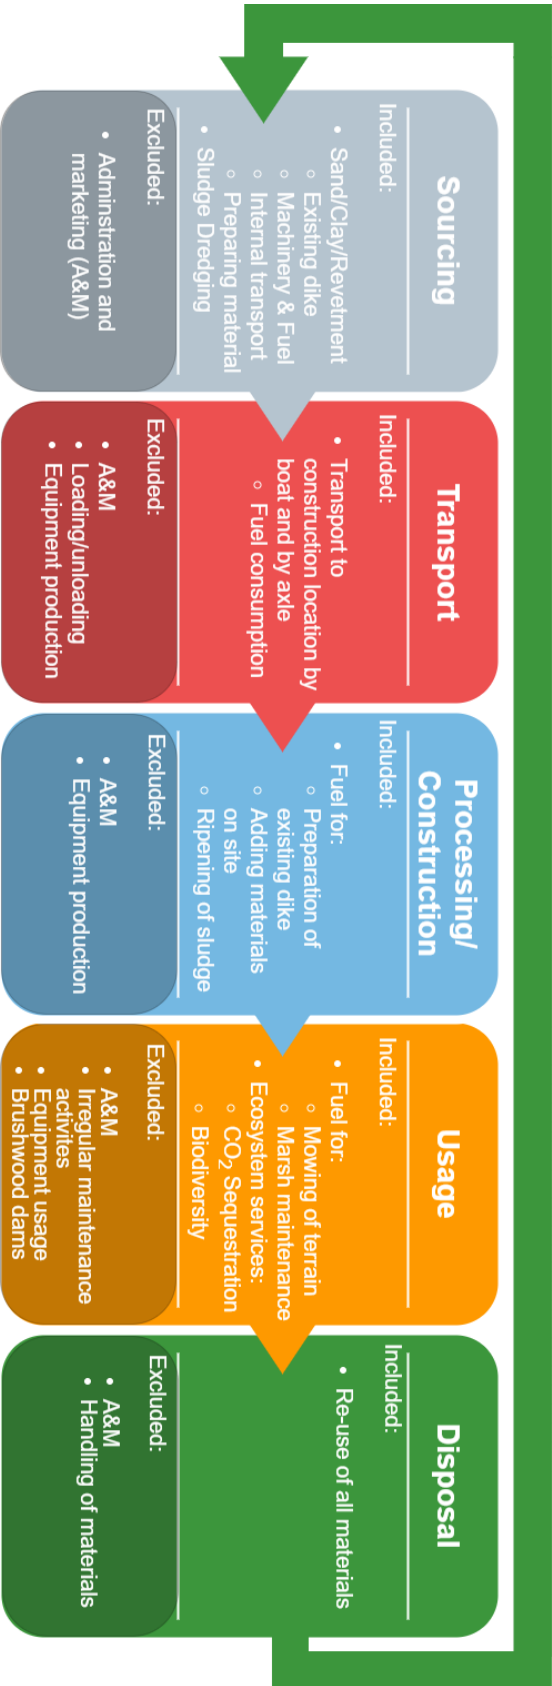 Sourcing
Included:
• Sand/Clay/Revetment
○ Existing dike
○ Machinery & Fuel
○ Internal transport
○ Preparing material
• Sludge Dredging
Excluded:
• Adminstration and
marketing (A&M)
Transport
Included:
• Transport to
construction location by
boat and by axle
○ Fuel consumption
Excluded:
• A&M
• Loading/unloading
• Equipment production
Processing/
Construction
Included:
• Fuel for:
○ Preparation of
existing dike
○ Adding materials
on site
○ Ripening of sludge
Excluded:
• A&M
• Equipment production
Usage
Included:
• Fuel for:
○ Mowing of terrain
○ Marsh maintenance
• Ecosystem services:
○ CO₂ Sequestration
○ Biodiversity
Excluded:
• A&M
• Irregular maintenance
activites
• Equipment usage
• Brushwood dams
Disposal
Included:
• Re-use of all materials
Excluded:
• A&M
• Handling of materials